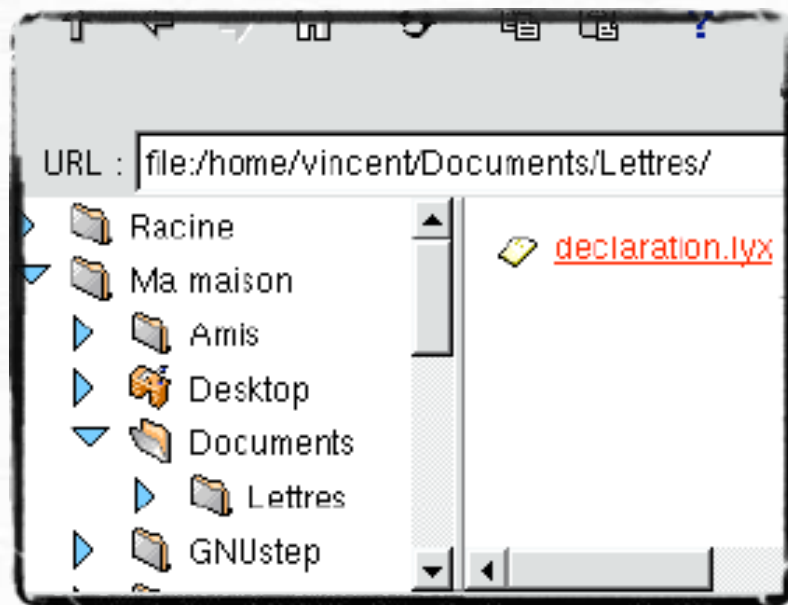 URL : file:/home/vincent/Documents/Lettres/
Racine
declaration.lyx
Ma maison
Amis
Desktop
Documents
Lettres
GNUstep